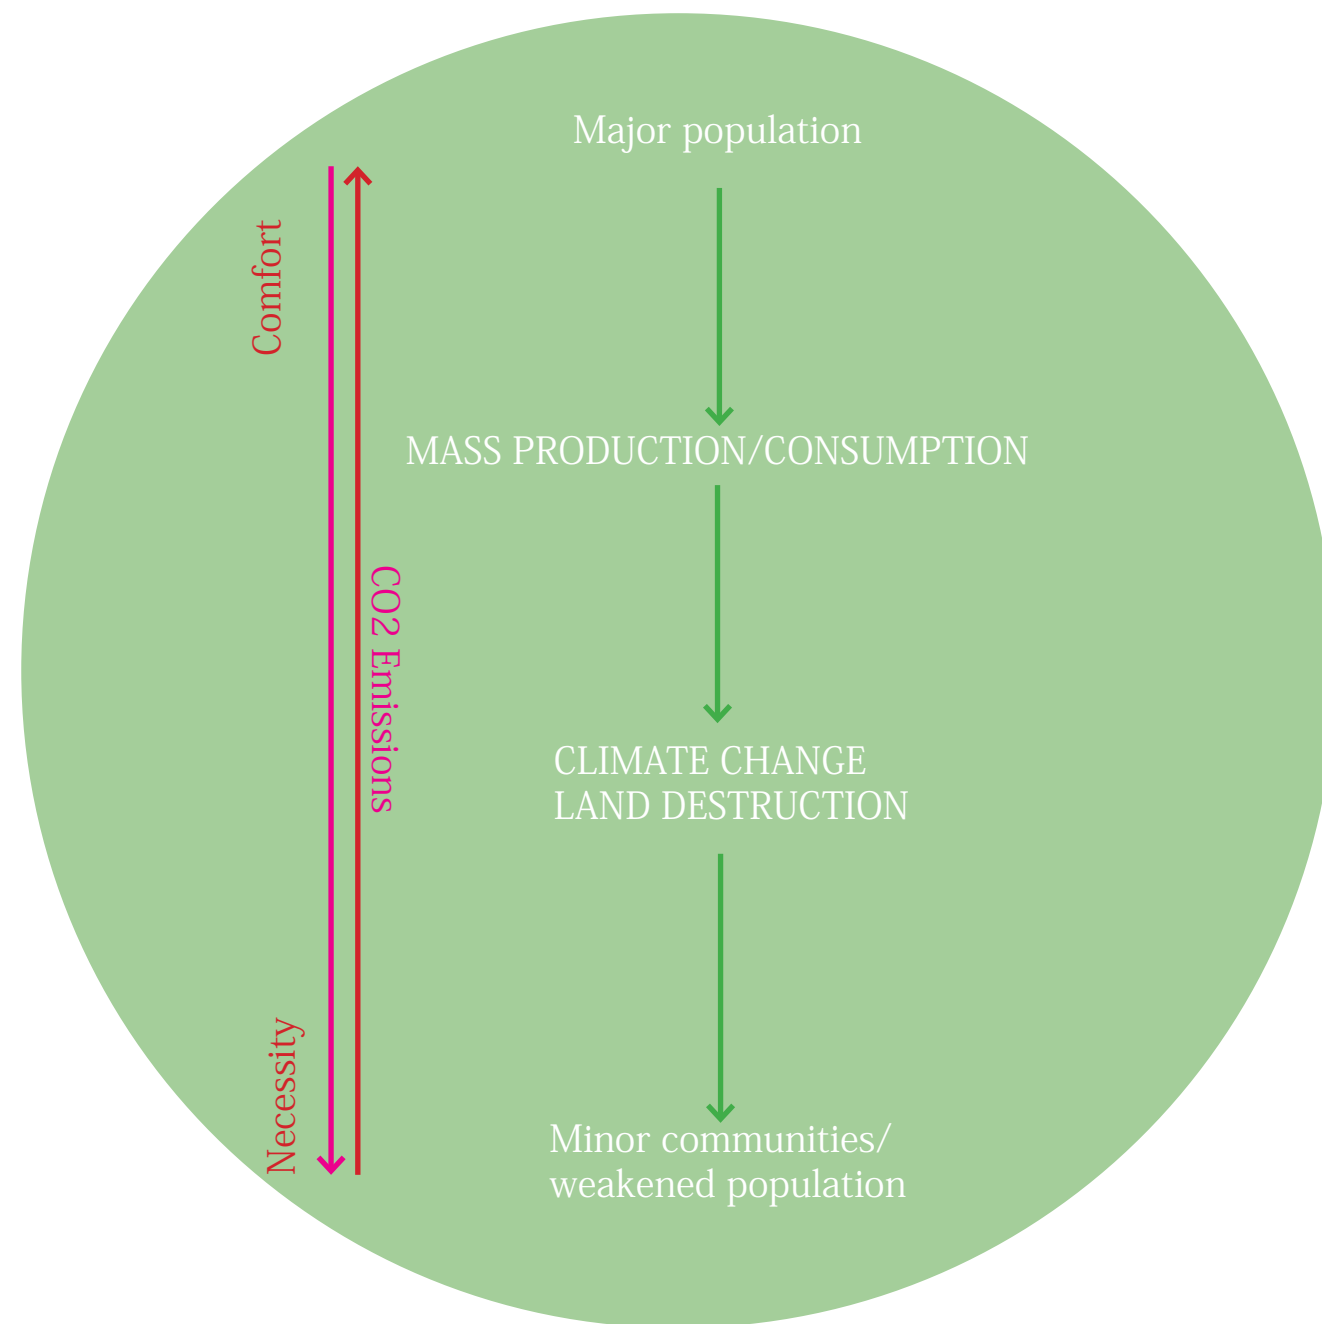 Major population
Comfort
MASS PRODUCTION/CONSUMPTION
CO2 Emissions
CLIMATE CHANGE
LAND DESTRUCTION
Necessity
Minor communities/
weakened population